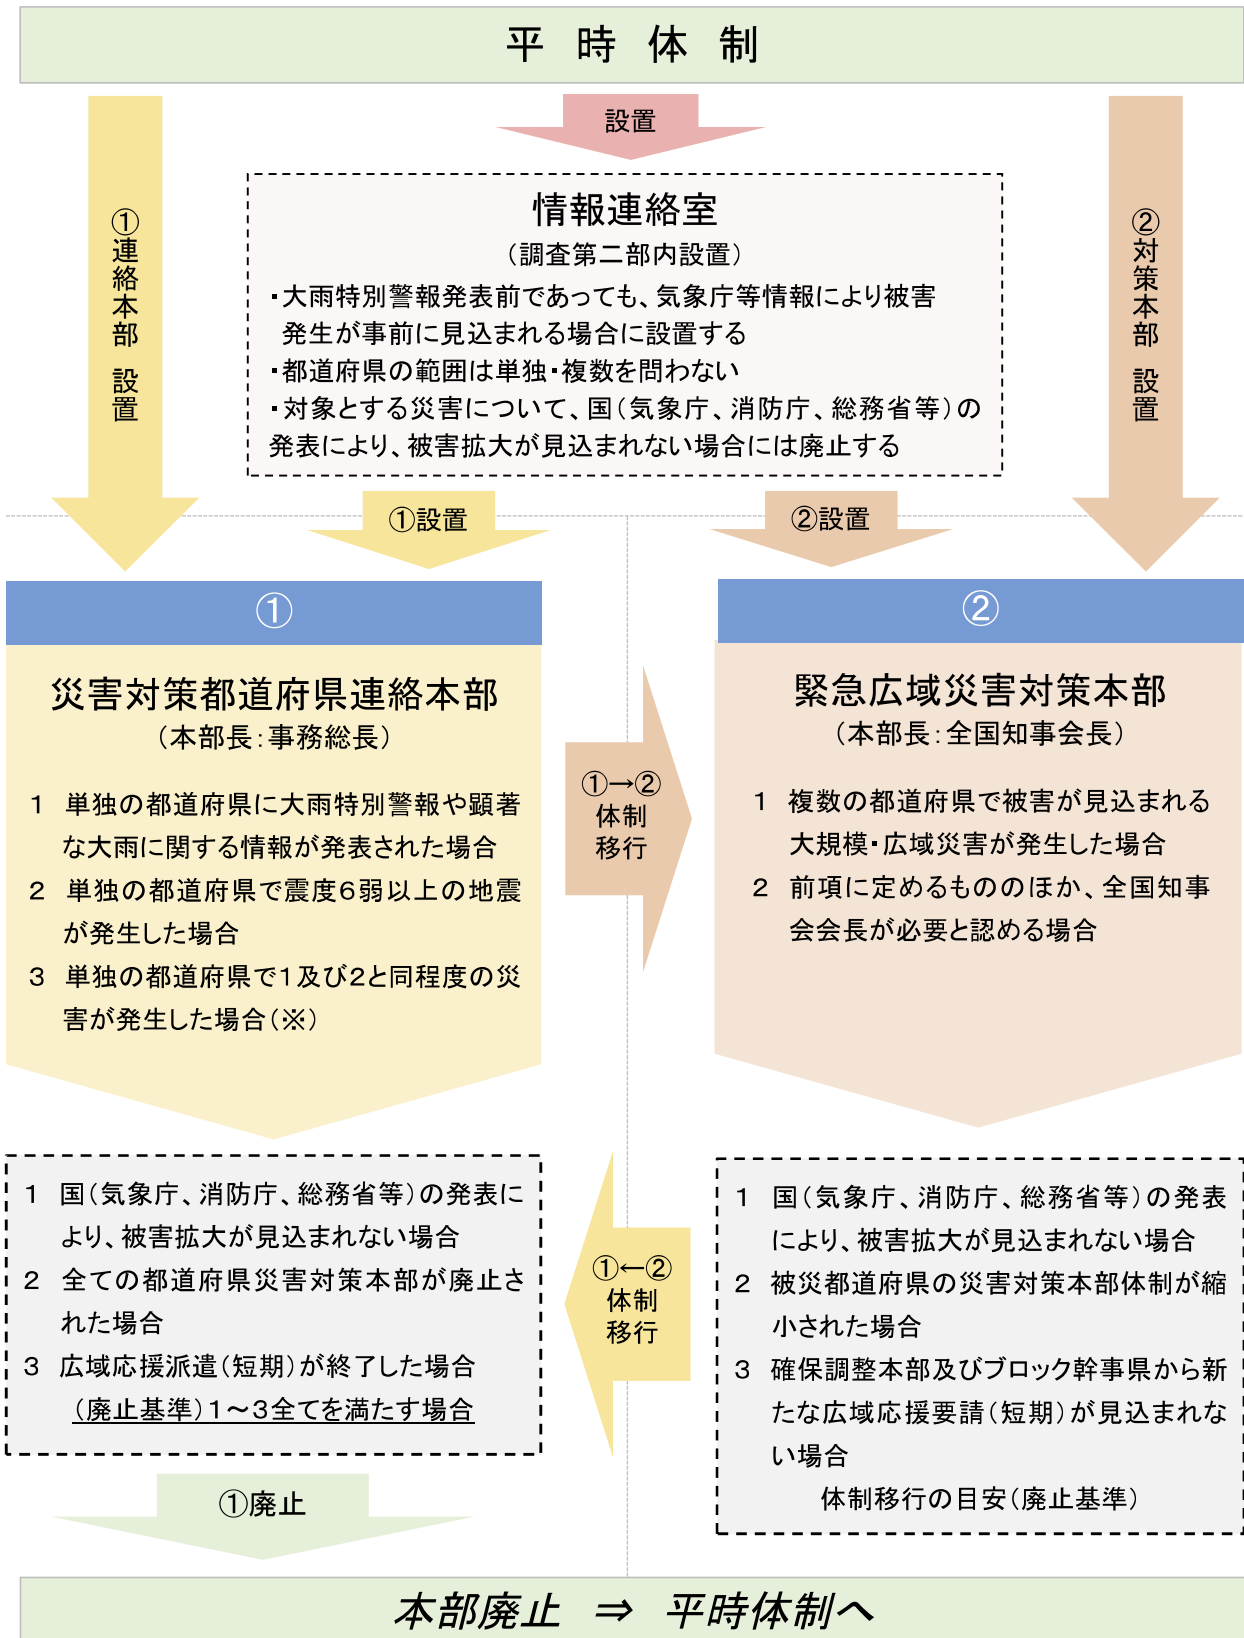 平時体制
設置
①連絡本部 設置
②対策本部 設置
情報連絡室
（調査第二部内設置）
・大雨特別警報発表前であっても、気象庁等情報により被害
発生が事前に見込まれる場合に設置する
・都道府県の範囲は単独・複数を問わない
・対象とする災害について、国（気象庁、消防庁、総務省等）の
発表により、被害拡大が見込まれない場合には廃止する
①設置
②設置
①
災害対策都道府県連絡本部
（本部長：事務総長）
1 単独の都道府県に大雨特別警報や顕著
な大雨に関する情報が発表された場合
2 単独の都道府県で震度6弱以上の地震
が発生した場合
3 単独の都道府県で1及び2と同程度の災
害が発生した場合（※）
①→②
体制
移行
②
緊急広域災害対策本部
（本部長：全国知事会長）
1 複数の都道府県で被害が見込まれる
大規模・広域災害が発生した場合
2 前項に定めるもののほか、全国知事
会会長が必要と認める場合
1 国（気象庁、消防庁、総務省等）の発表に
より、被害拡大が見込まれない場合
2 全ての都道府県災害対策本部が廃止さ
れた場合
3 広域応援派遣（短期）が終了した場合
（廃止基準）1～3全てを満たす場合
①←②
体制
移行
1 国（気象庁、消防庁、総務省等）の発表
により、被害拡大が見込まれない場合
2 被災都道府県の災害対策本部体制が縮
小された場合
3 確保調整本部及びブロック幹事県から新
たな広域応援要請（短期）が見込まれな
い場合
体制移行の目安（廃止基準）
①廃止
本部廃止 ⇒ 平時体制へ